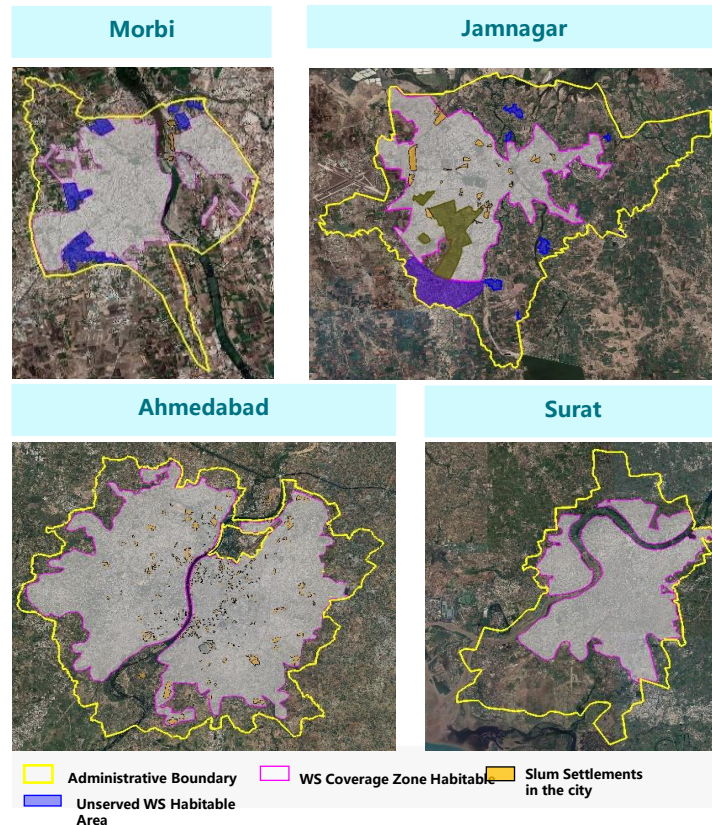 Morbi
Jamnagar
Ahmedabad
Surat
Administrative Boundary
WS Coverage Zone Habitable
Slum Settlements
in the city
Unserved WS Habitable
Area